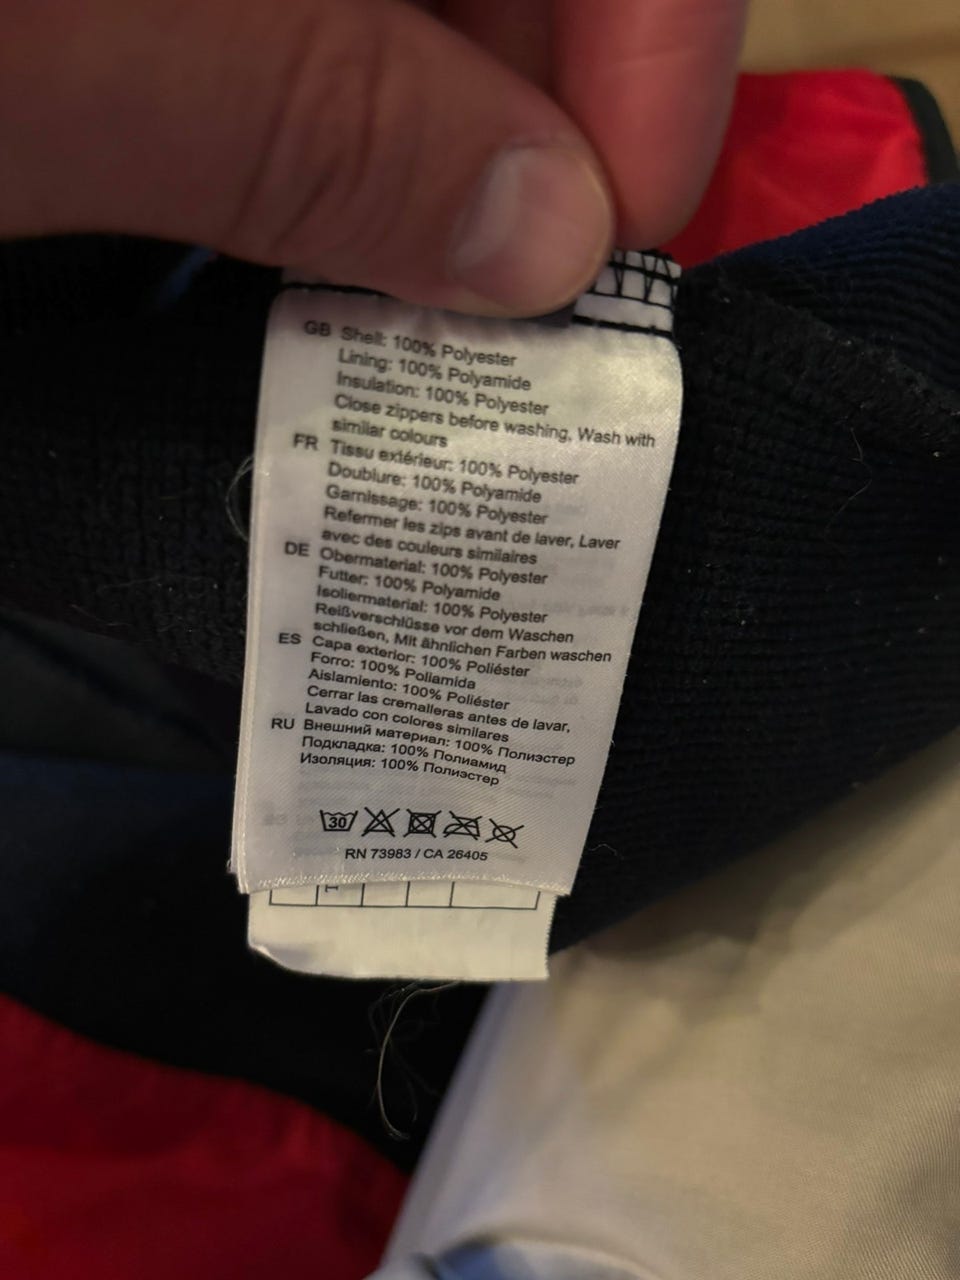 GB Shell: 100% Polyester
Lining: 100% Polyamide
Insulation: 100% Polyester
Close zippers before washing, Wash with
similar colours
FR Tissu extérieur: 100% Polyester
Doublure: 100% Polyamide
Garnissage: 100% Polyester
Refermer les zips avant de laver, Laver
avec des couleurs similaires
DE Obermaterial: 100% Polyester
Futter: 100% Polyamide
Isoliermaterial: 100% Polyester
Reißverschlüsse vor dem Waschen
schließen, Mit ähnlichen Farben waschen
ES Capa exterior: 100% Poliéster
Forro: 100% Poliamida
Aislamiento: 100% Poliéster
Cerrar las cremalleras antes de lavar,
Lavado con colores similares
RU Внешний материал: 100% Полиэстер
Подкладка: 100% Полиамид
Изоляция: 100% Полиэстер
30
RN 73983 / CA 26405